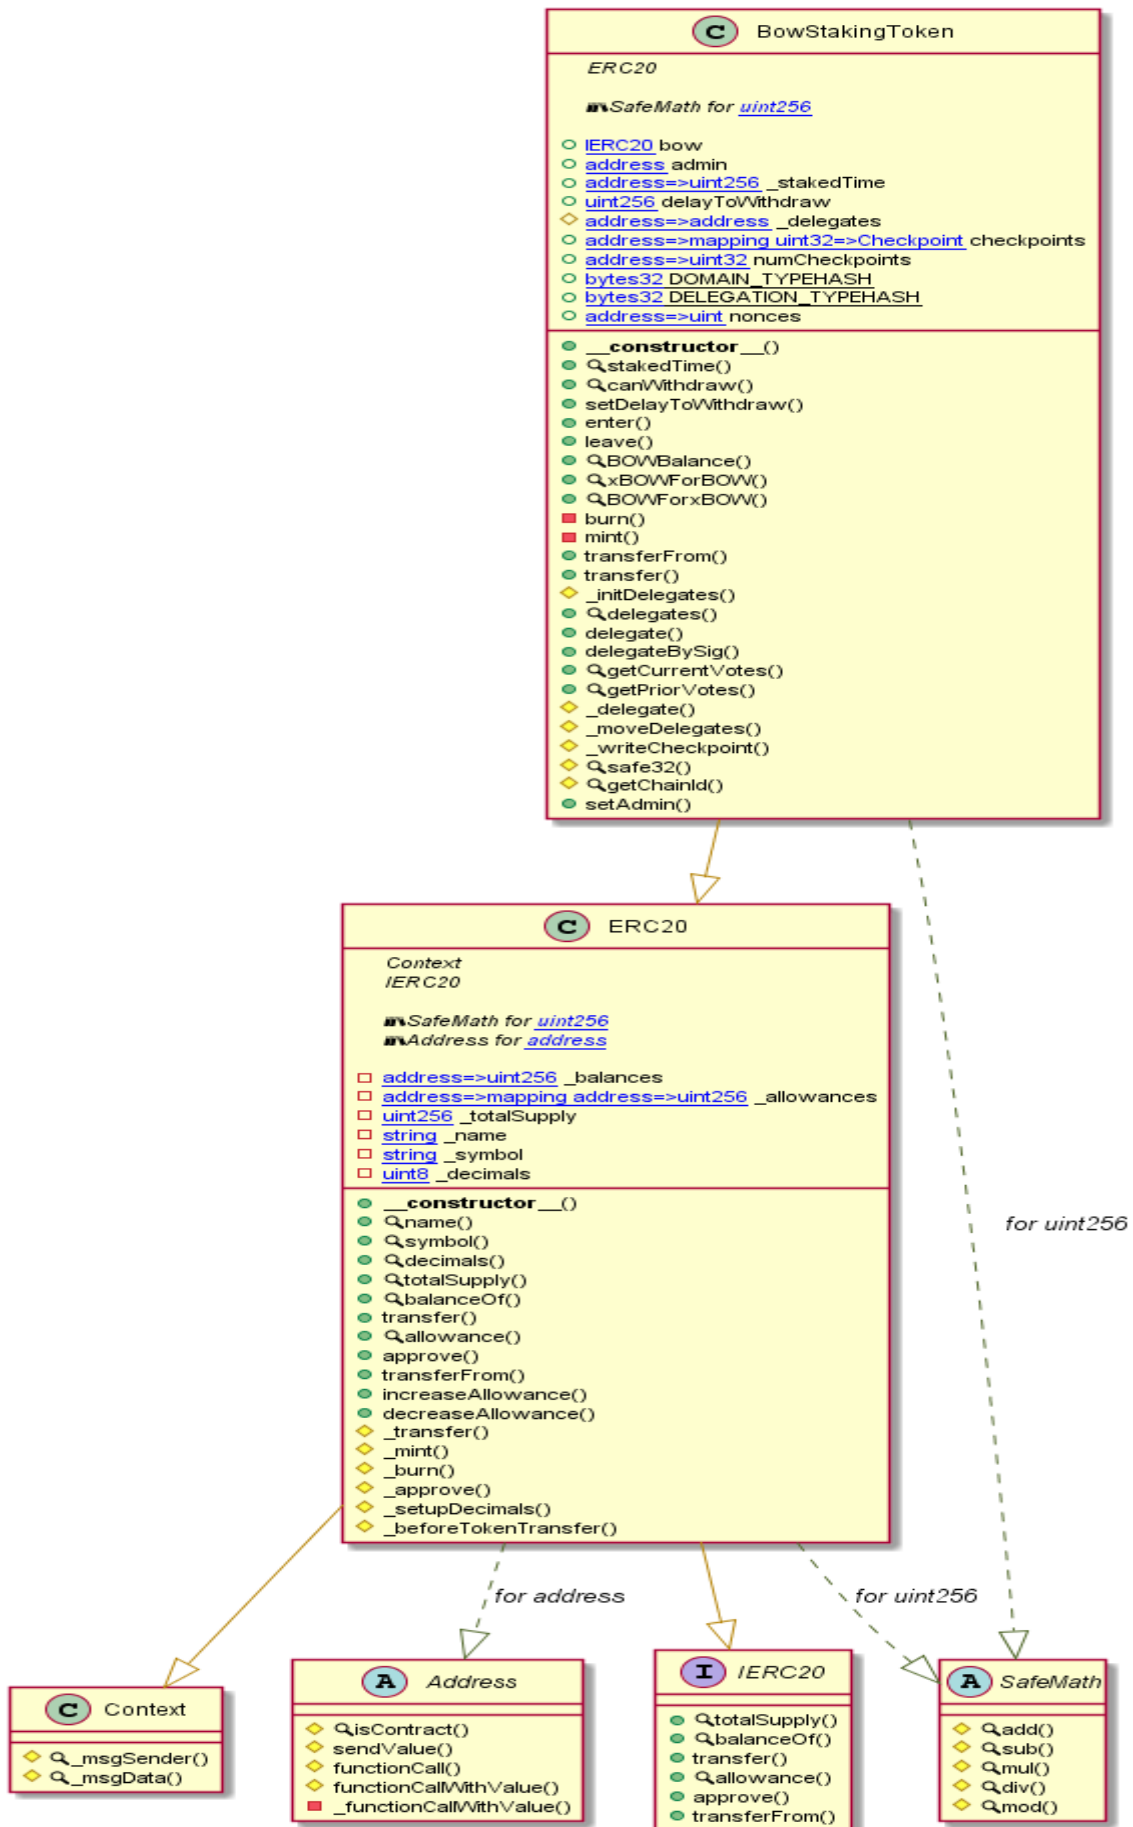 C BowStakingToken
ERC20
SafeMath for uint256
IERC20 bow
address admin
address=>uint256 _stakedTime
uint256 delayToWithdraw
address=>address _delegates
address=>mapping uint32=>Checkpoint checkpoints
address=>uint32 numCheckpoints
bytes32 DOMAIN_TYPEHASH
bytes32 DELEGATION_TYPEHASH
address=>uint nonces
__constructor__()
stakedTime()
canWithdraw()
setDelayToWithdraw()
enter()
leave()
BOWBalance()
xBOWForBOW()
BOWForxBOW()
burn()
mint()
transferFrom()
transfer()
_initDelegates()
delegates()
delegate()
delegateBySig()
getCurrentVotes()
getPriorVotes()
_delegate()
_moveDelegates()
_writeCheckpoint()
safe32()
getChainId()
setAdmin()
C ERC20
Context
IERC20
SafeMath for uint256
Address for address
address=>uint256 _balances
address=>mapping address=>uint256 _allowances
uint256 _totalSupply
string _name
string _symbol
uint8 _decimals
__constructor__()
name()
symbol()
decimals()
totalSupply()
balanceOf()
transfer()
allowance()
approve()
transferFrom()
increaseAllowance()
decreaseAllowance()
_transfer()
_mint()
_burn()
_approve()
_setupDecimals()
_beforeTokenTransfer()
for uint256
for address
for uint256
C Context
_msgSender()
_msgData()
A Address
isContract()
sendValue()
functionCall()
functionCallWithValue()
_functionCallWithValue()
I IERC20
totalSupply()
balanceOf()
transfer()
allowance()
approve()
transferFrom()
A SafeMath
add()
sub()
mul()
div()
mod()